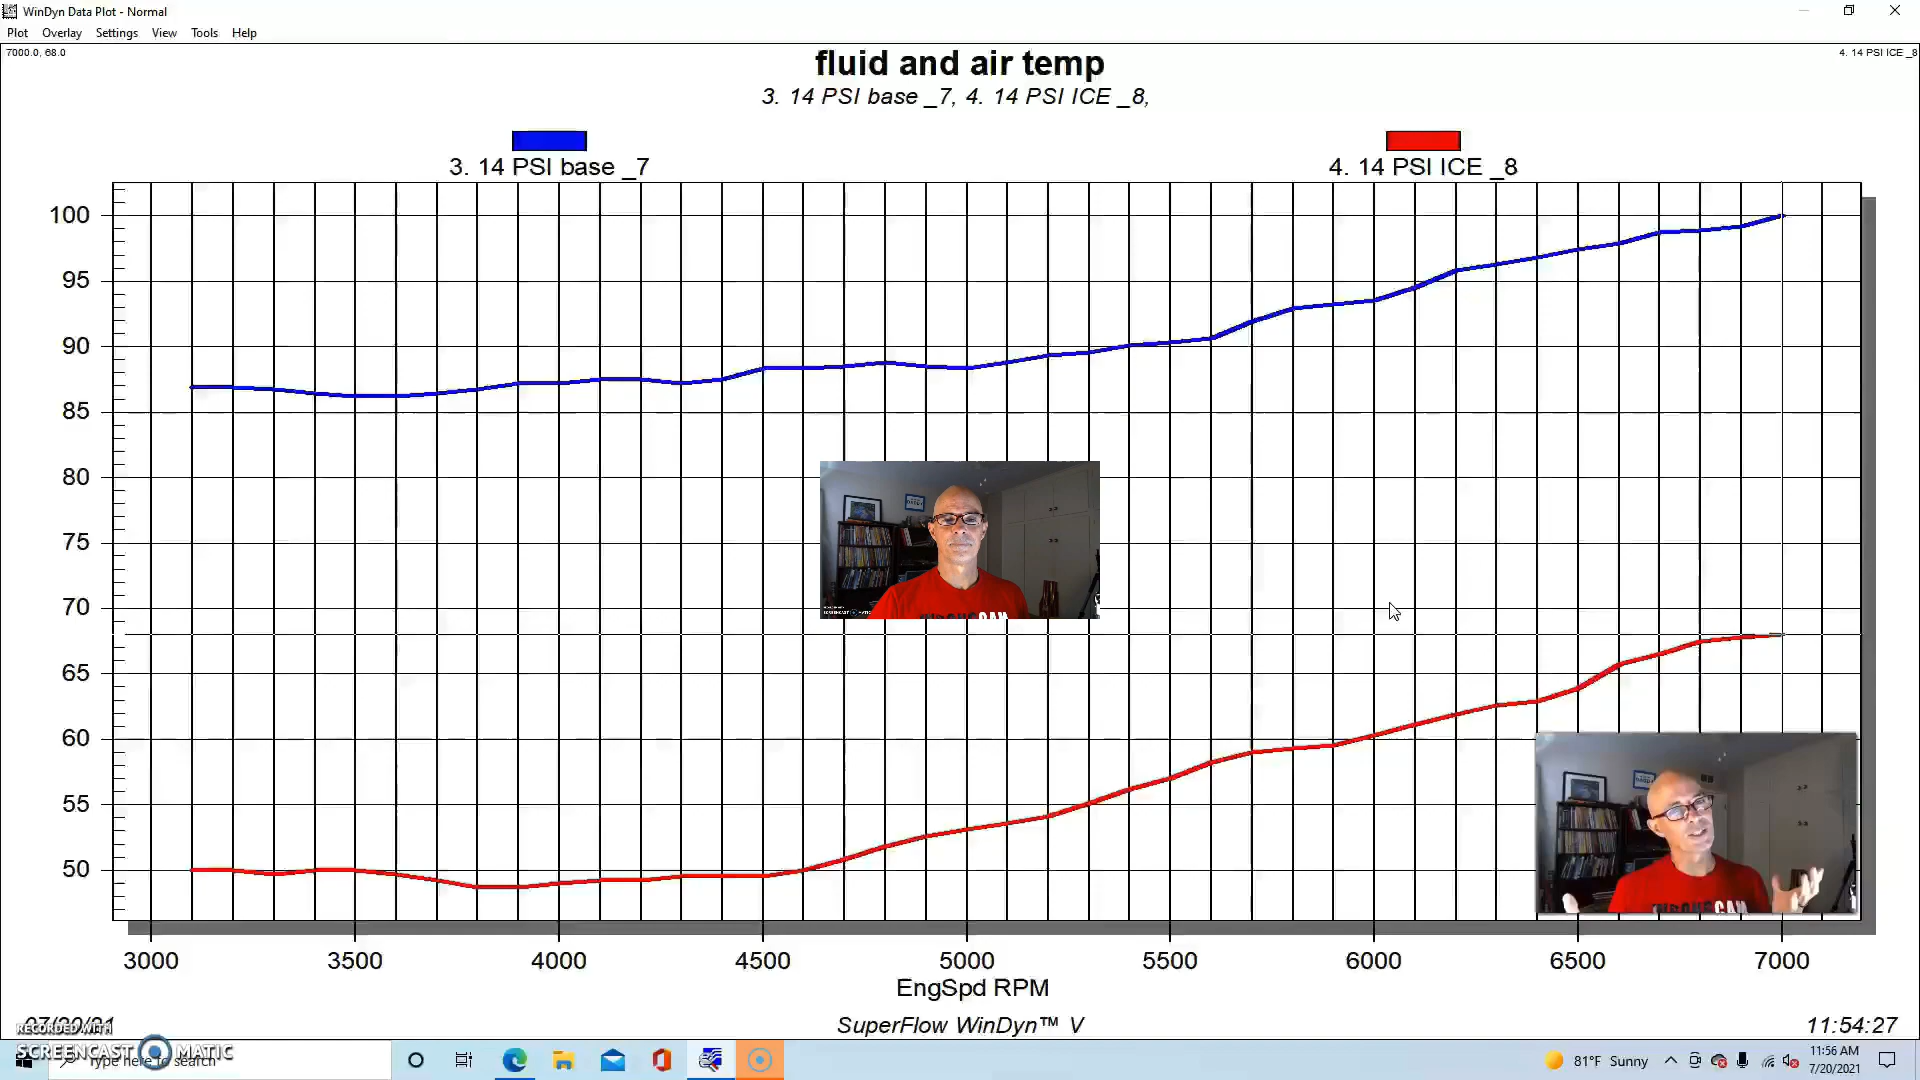 WinDyn Data Plot - Normal
Plot Overlay Settings View Tools Help
7000.0, 68.0
4. 14 PSI ICE _8
fluid and air temp
3. 14 PSI base _7, 4. 14 PSI ICE _8,
3. 14 PSI base _7
4. 14 PSI ICE _8
100
95
90
85
80
75
70
65
60
55
50
3000 3500 4000 4500 5000 5500 6000 6500 7000
EngSpd RPM
07/20/21
SuperFlow WinDyn™ V
11:54:27
RECORDED WITH
SCREENCAST MATIC
Type here to search
81°F Sunny
11:56 AM
7/20/2021